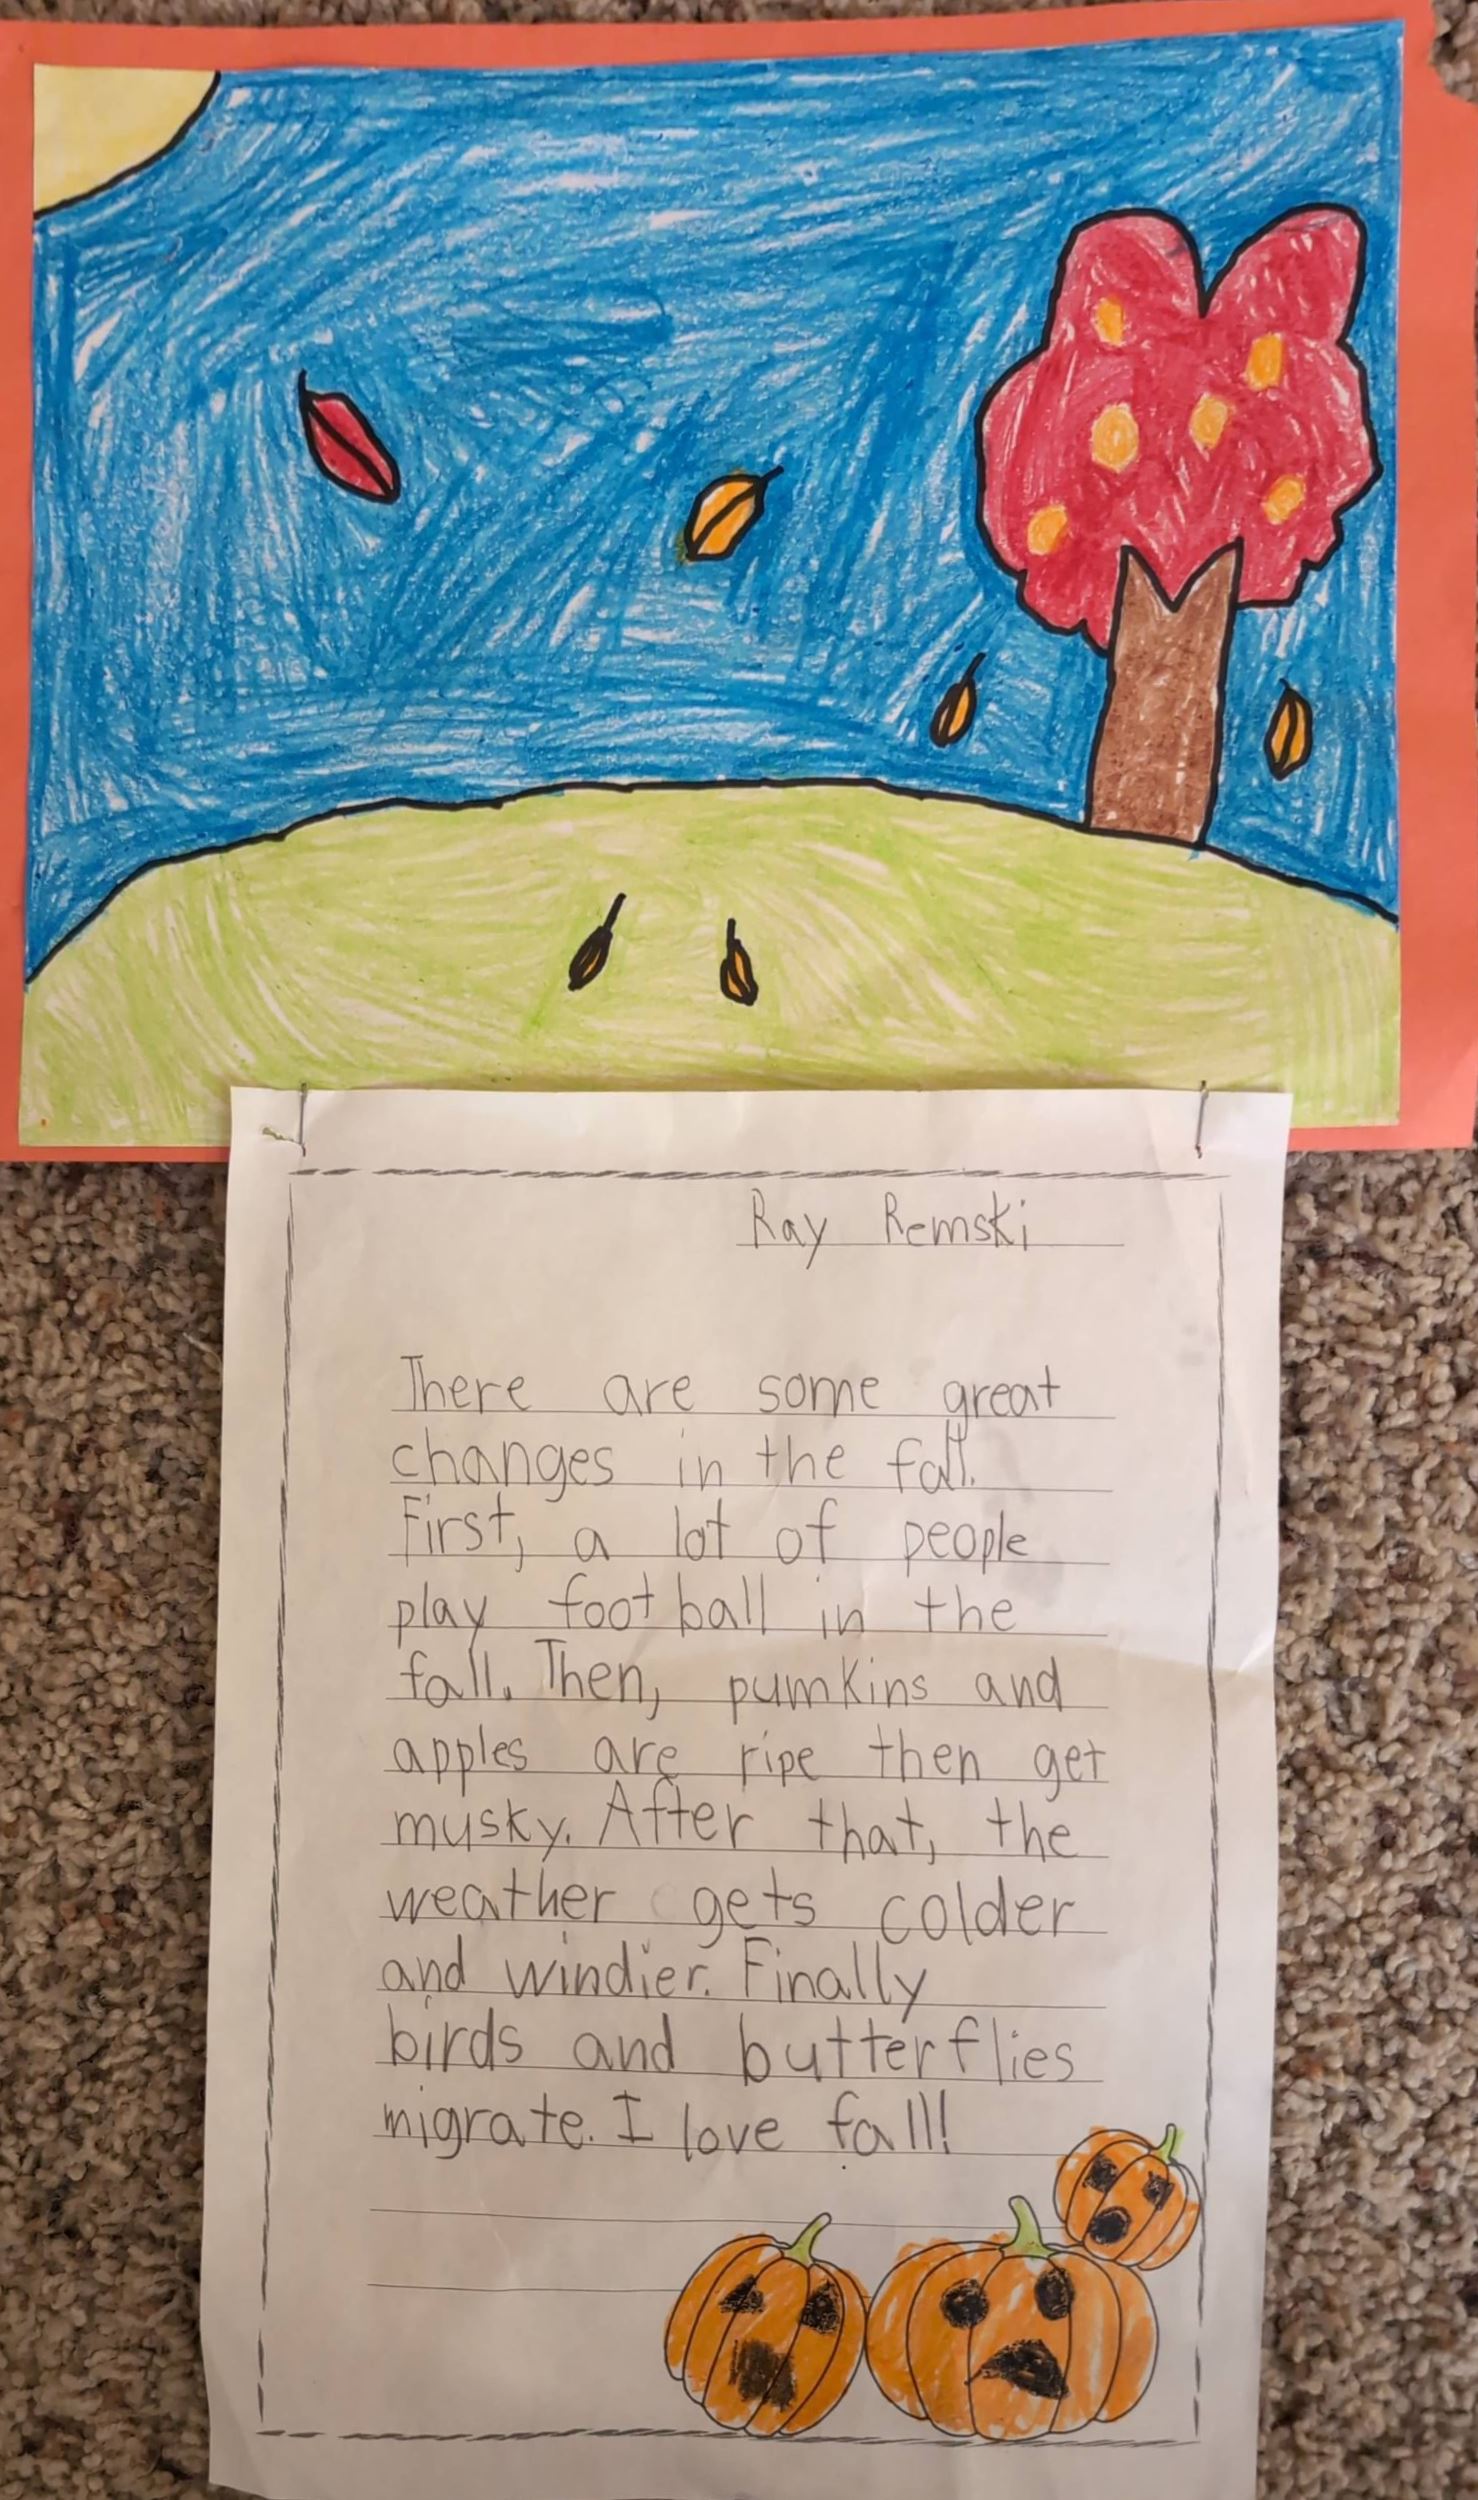 Ray Remski
There are some great
changes in the fall.
First, a lot of people
play foot ball in the
fall. Then, pumkins and
apples are ripe then get
musky. After that, the
weather gets colder
and windier. Finally
birds and butterflies
migrate. I love fall!